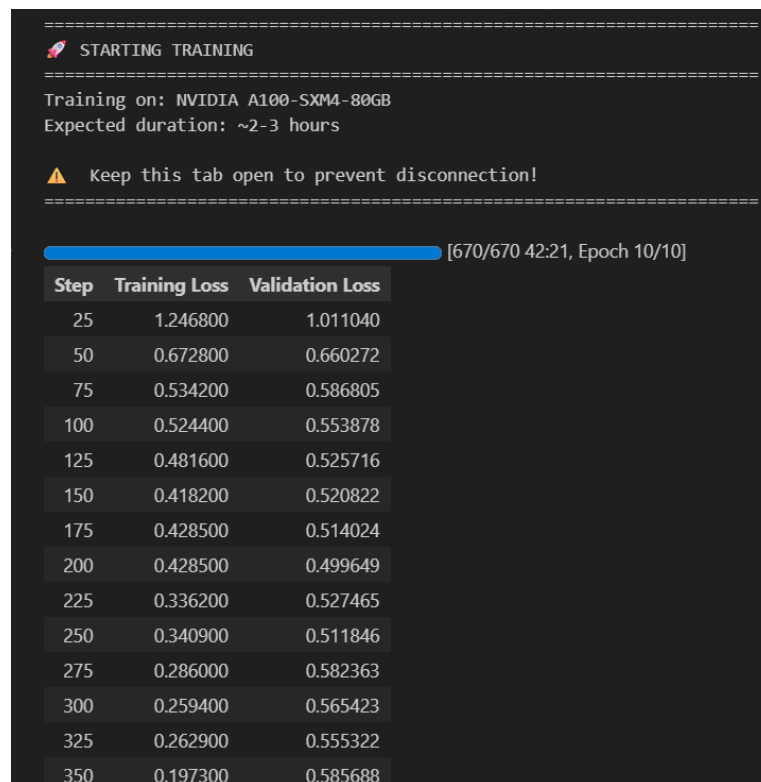 ======================================================================
🚀 STARTING TRAINING
======================================================================
Training on: NVIDIA A100-SXM4-80GB
Expected duration: ~2-3 hours
⚠️ Keep this tab open to prevent disconnection!
======================================================================
[670/670 42:21, Epoch 10/10]
Step Training Loss Validation Loss
25 1.246800 1.011040
50 0.672800 0.660272
75 0.534200 0.586805
100 0.524400 0.553878
125 0.481600 0.525716
150 0.418200 0.520822
175 0.428500 0.514024
200 0.428500 0.499649
225 0.336200 0.527465
250 0.340900 0.511846
275 0.286000 0.582363
300 0.259400 0.565423
325 0.262900 0.555322
350 0.197300 0.585688